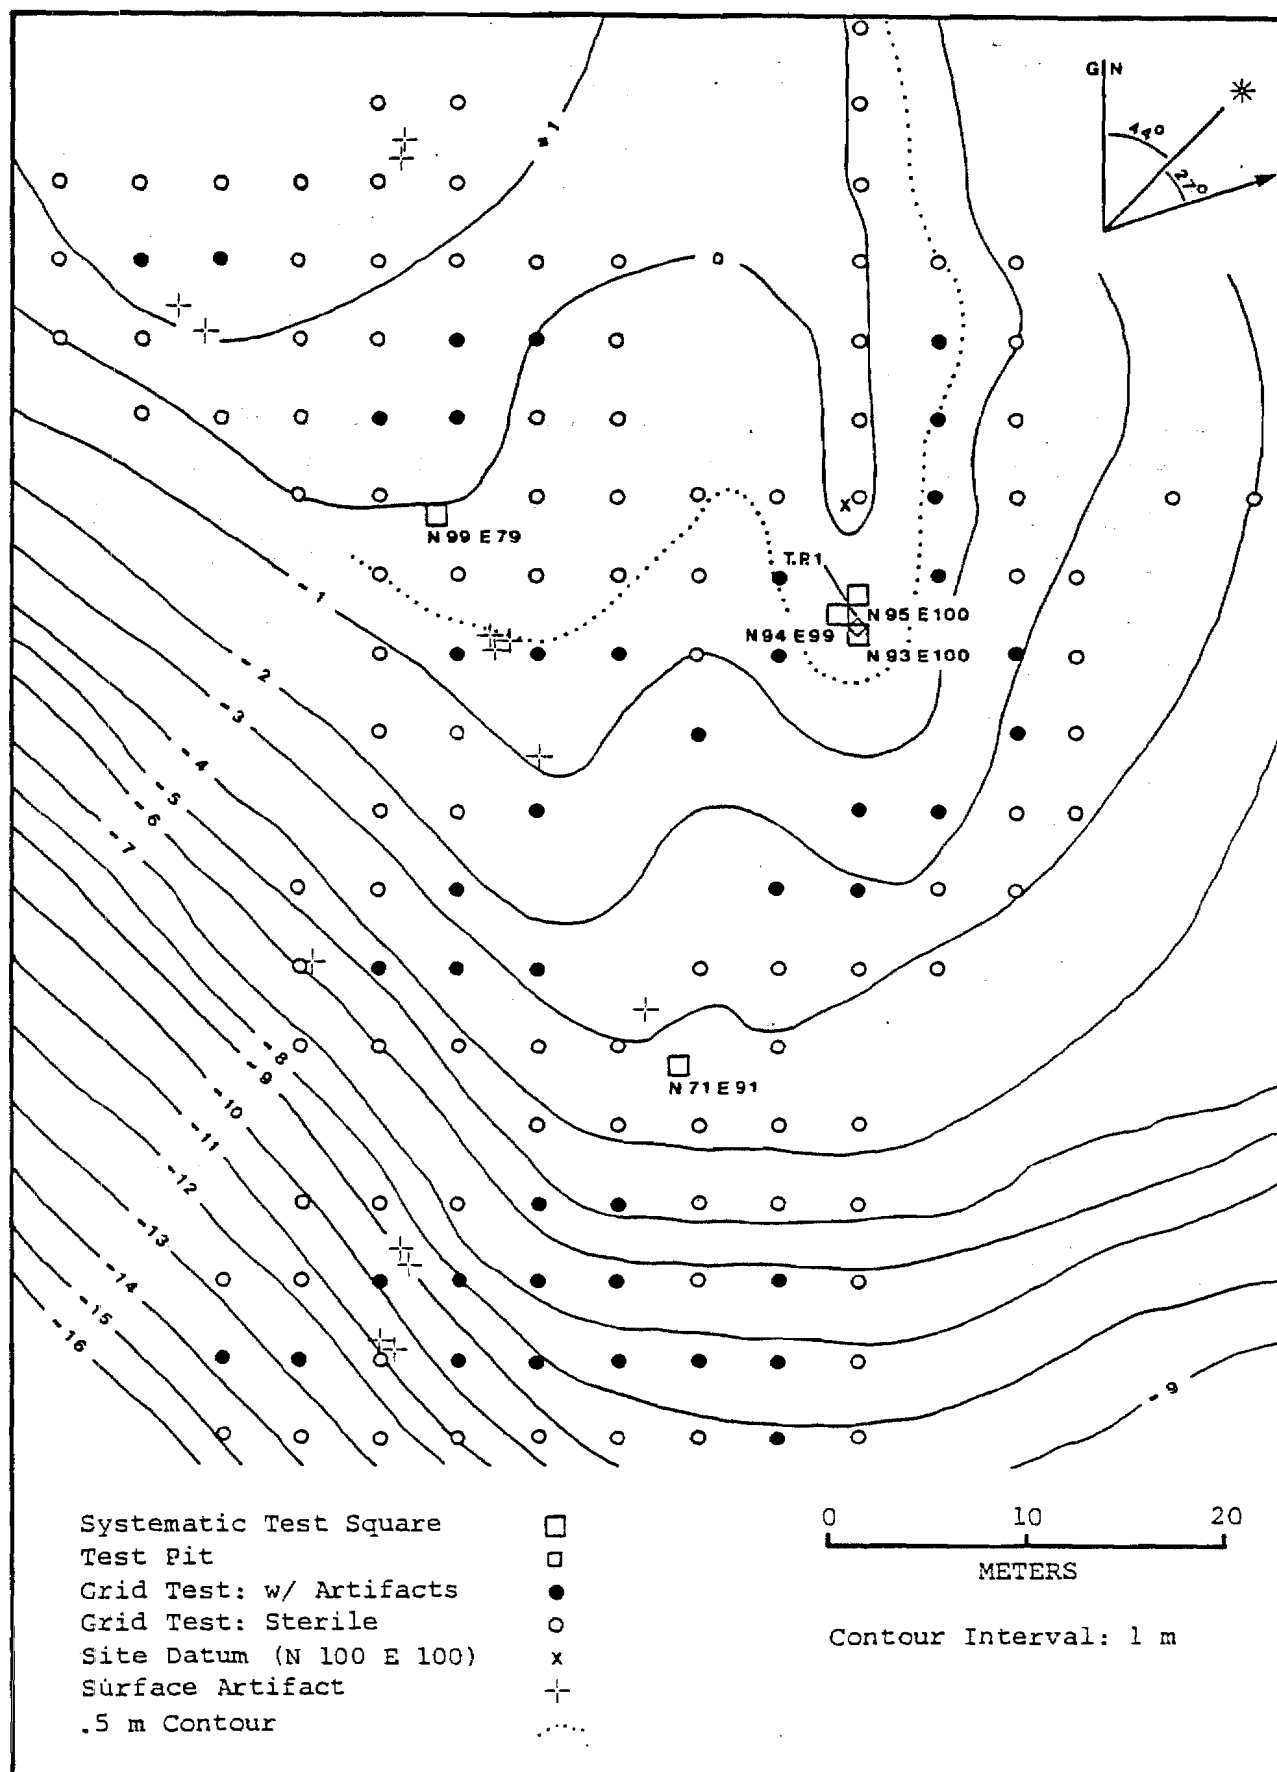 G N
44°
27°
+ 1
0
N 99 E 79
T.P.1
N 95 E 100
N 94 E 99
N 93 E 100
- 1
- 2
- 3
- 4
- 5
- 6
- 7
- 8
- 9
- 10
- 11
- 12
- 13
- 14
- 15
- 16
N 71 E 91
- 9
Systematic Test Square
Test Pit
Grid Test: w/ Artifacts
Grid Test: Sterile
Site Datum (N 100 E 100) x
Surface Artifact
.5 m Contour
0 10 20
METERS
Contour Interval: 1 m